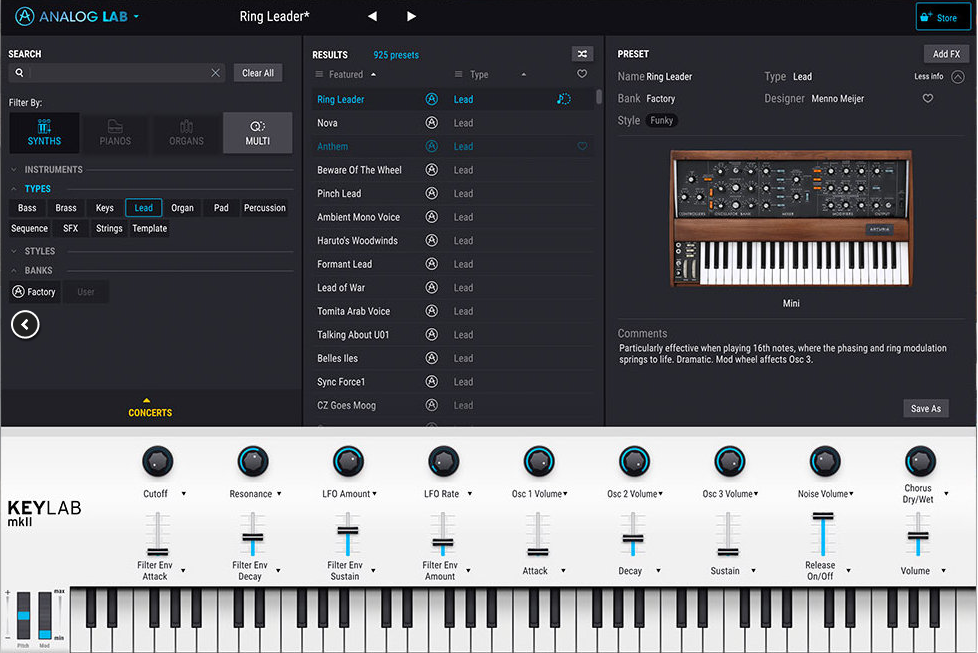 ANALOG LAB
Ring Leader*
Store
SEARCH
Clear All
Filter By:
SYNTHS
PIANOS
ORGANS
MULTI
INSTRUMENTS
TYPES
Bass Brass Keys Lead Organ Pad Percussion
Sequence SFX Strings Template
STYLES
BANKS
Factory User
CONCERTS
RESULTS 925 presets
Featured Type
Ring Leader Lead
Nova Lead
Anthem Lead
Beware Of The Wheel Lead
Pinch Lead Lead
Ambient Mono Voice Lead
Haruto's Woodwinds Lead
Formant Lead Lead
Lead of War Lead
Tomita Arab Voice Lead
Talking About U01 Lead
Belles Iles Lead
Sync Force1 Lead
CZ Goes Moog Lead
PRESET
Add FX
Name Ring Leader Type Lead Less info
Bank Factory Designer Menno Meijer
Style Funky
CONTROLLERS OSCILLATOR BANK MIXER MODIFIERS OUTPUT
ARTURIA
Mini
Comments
Particularly effective when playing 16th notes, where the phasing and ring modulation
springs to life. Dramatic. Mod wheel affects Osc 3.
Save As
KEYLAB
mkII
Cutoff
Resonance
LFO Amount
LFO Rate
Osc 1 Volume
Osc 2 Volume
Osc 3 Volume
Noise Volume
Chorus
Dry/Wet
Filter Env
Attack
Filter Env
Decay
Filter Env
Sustain
Filter Env
Amount
Attack
Decay
Sustain
Release
On/Off
Volume
+
-
max
min
Pitch Mod